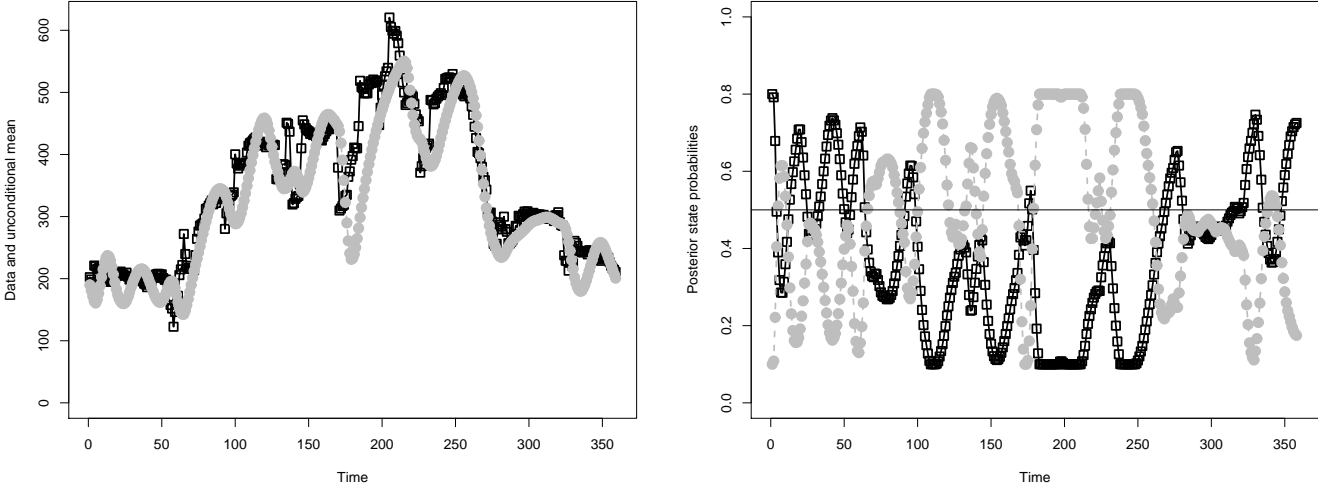 Data and unconditional mean
600
500
400
300
200
100
0
0 50 100 150 200 250 300 350
Time
Posterior state probabilities
1.0
0.8
0.6
0.4
0.2
0.0
0 50 100 150 200 250 300 350
Time